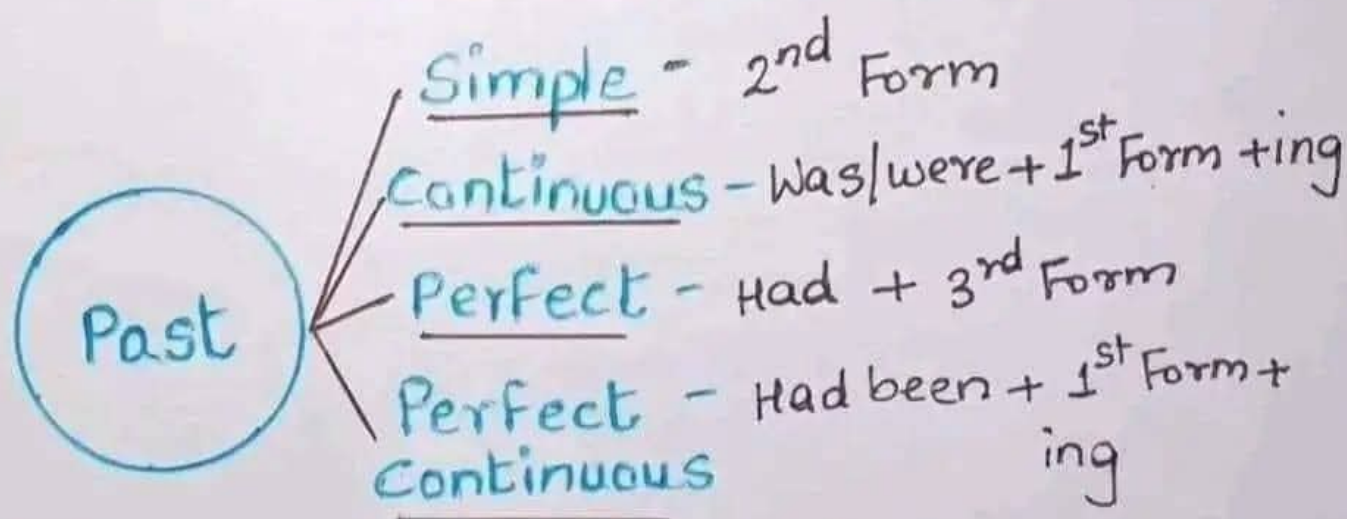 Simple - 2nd Form
Continuous - Was/were + 1st Form +ing
Past
Perfect - Had + 3rd Form
Perfect - Had been + 1st Form +
Continuous ing